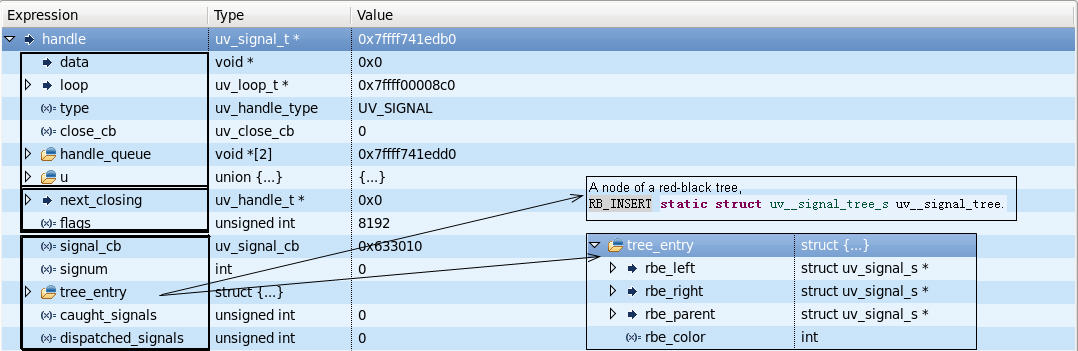 Expression Type Value
handle uv_signal_t * 0x7ffff741edb0
data void * 0x0
loop uv_loop_t * 0x7ffff00008c0
(x)= type uv_handle_type UV_SIGNAL
(x)= close_cb uv_close_cb 0
handle_queue void *[2] 0x7ffff741edd0
u union {...} {...}
next_closing uv_handle_t * 0x0
(x)= flags unsigned int 8192
(x)= signal_cb uv_signal_cb 0x633010
(x)= signum int 0
tree_entry struct {...}
(x)= caught_signals unsigned int 0
(x)= dispatched_signals unsigned int 0
A node of a red-black tree,
RB_INSERT static struct uv__signal_tree_s uv__signal_tree.
tree_entry struct {...}
rbe_left struct uv_signal_s *
rbe_right struct uv_signal_s *
rbe_parent struct uv_signal_s *
(x)= rbe_color int